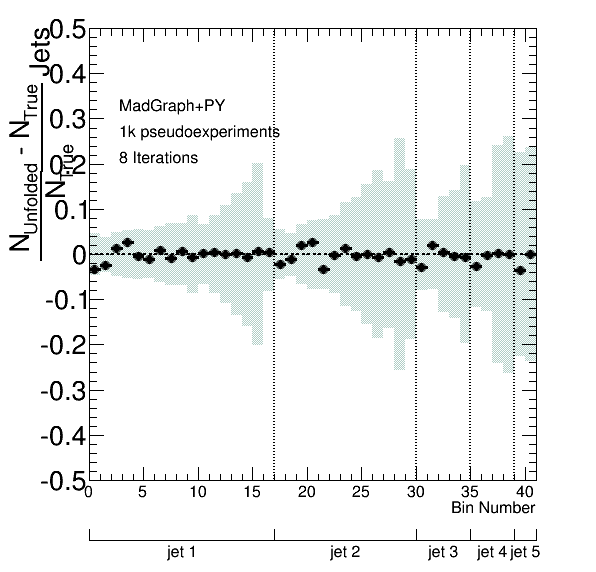 N_Unfolded - N_True
N_True
Jets
0.5
0.4
0.3
0.2
0.1
0
-0.1
-0.2
-0.3
-0.4
-0.5
MadGraph+PY
1k pseudoexperiments
8 Iterations
0 5 10 15 20 25 30 35 40
Bin Number
jet 1 jet 2 jet 3 jet 4 jet 5